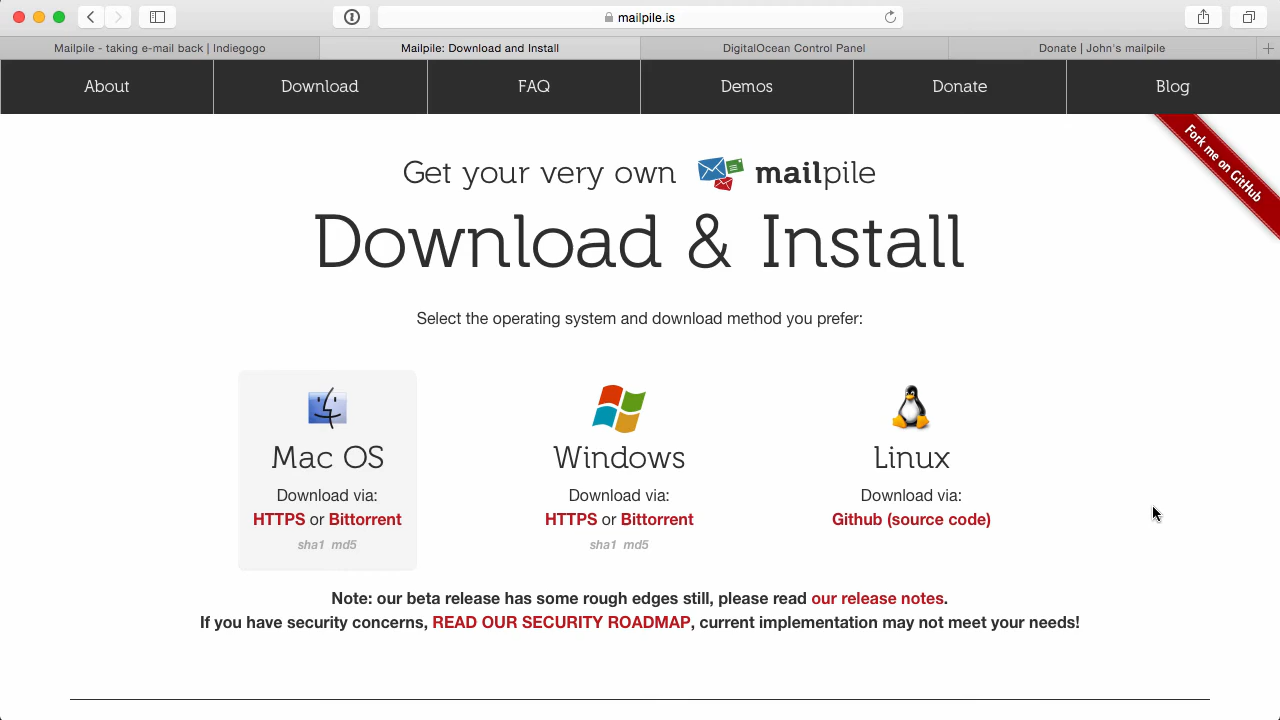 mailpile.is
Mailpile - taking e-mail back | Indiegogo
Mailpile: Download and Install
DigitalOcean Control Panel
Donate | John's mailpile
About
Download
FAQ
Demos
Donate
Blog
Fork me on GitHub
Get your very own mailpile
Download & Install
Select the operating system and download method you prefer:
Mac OS
Download via:
HTTPS or Bittorrent
sha1 md5
Windows
Download via:
HTTPS or Bittorrent
sha1 md5
Linux
Download via:
Github (source code)
Note: our beta release has some rough edges still, please read our release notes.
If you have security concerns, READ OUR SECURITY ROADMAP, current implementation may not meet your needs!